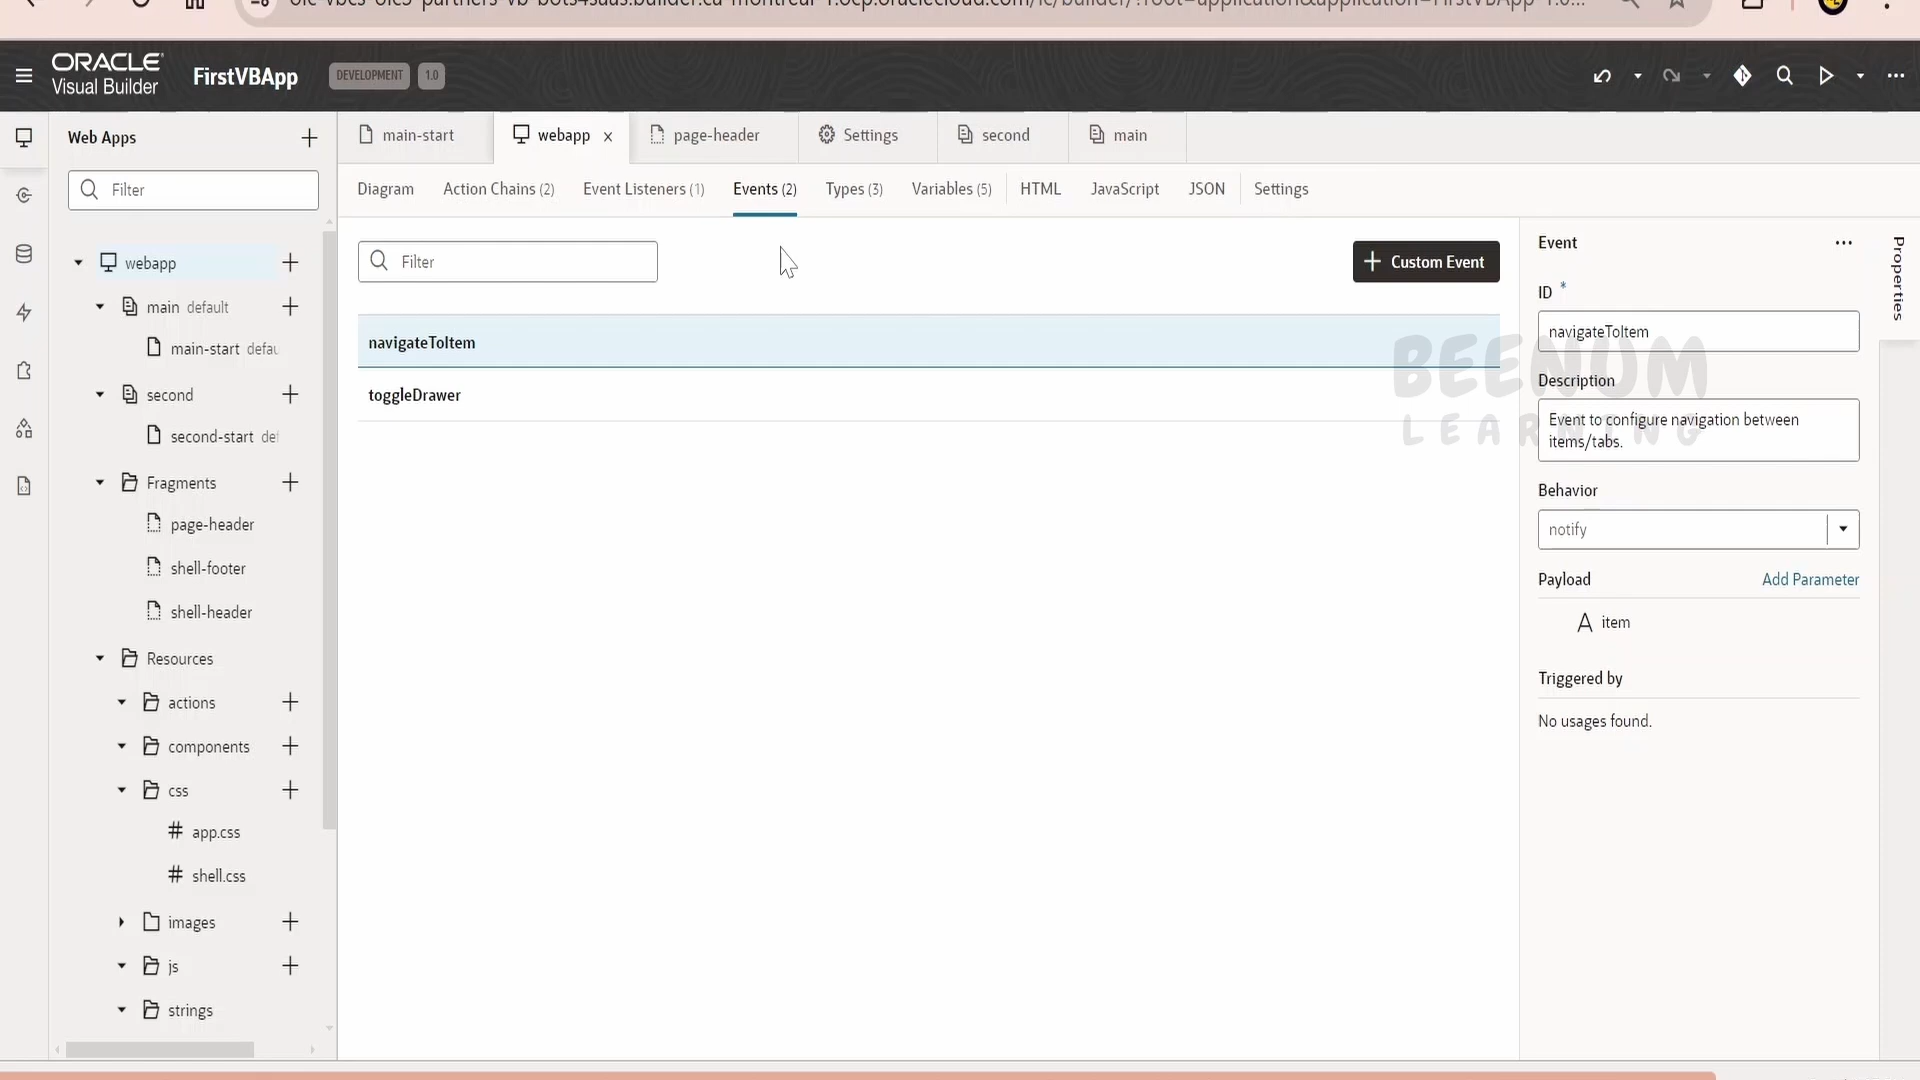 ORACLE
Visual Builder
FirstVBApp
DEVELOPMENT
1.0
Web Apps
main-start
webapp
page-header
Settings
second
main
Filter
Diagram
Action Chains (2)
Event Listeners (1)
Events (2)
Types (3)
Variables (5)
HTML
JavaScript
JSON
Settings
webapp
main default
main-start
second
second-start
Fragments
page-header
shell-footer
shell-header
Resources
actions
components
css
# app.css
# shell.css
images
js
strings
Filter
+ Custom Event
navigateToItem
toggleDrawer
Event
Properties
ID *
navigateToItem
Description
Event to configure navigation between
items/tabs.
Behavior
notify
Payload
Add Parameter
A item
Triggered by
No usages found.
BEENUM
LEARNING